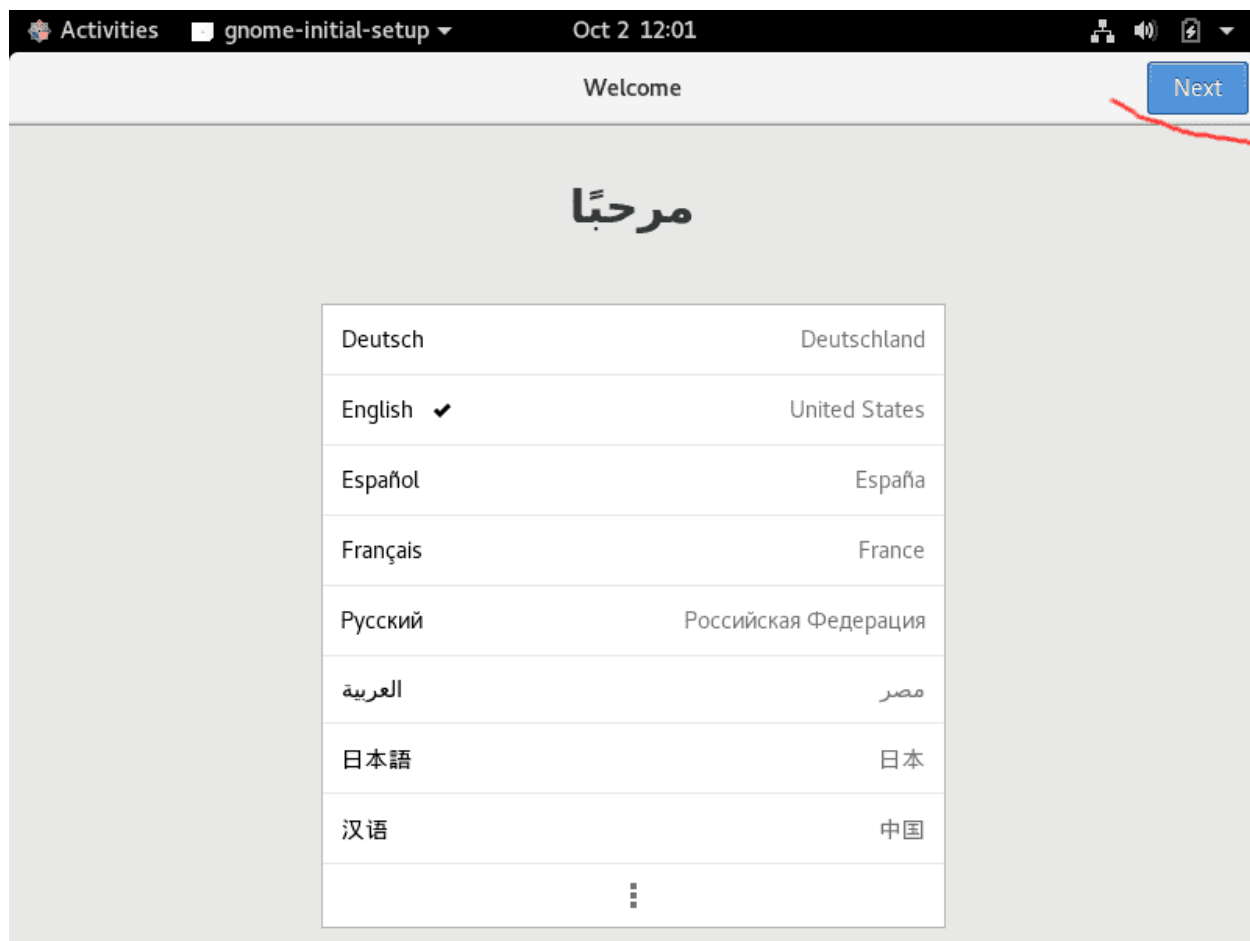 Activities gnome-initial-setup Oct 2 12:01
Welcome Next
مرحبًا
Deutsch Deutschland
English United States
Español España
Français France
Русский Российская Федерация
العربية مصر
日本語 日本
汉语 中国